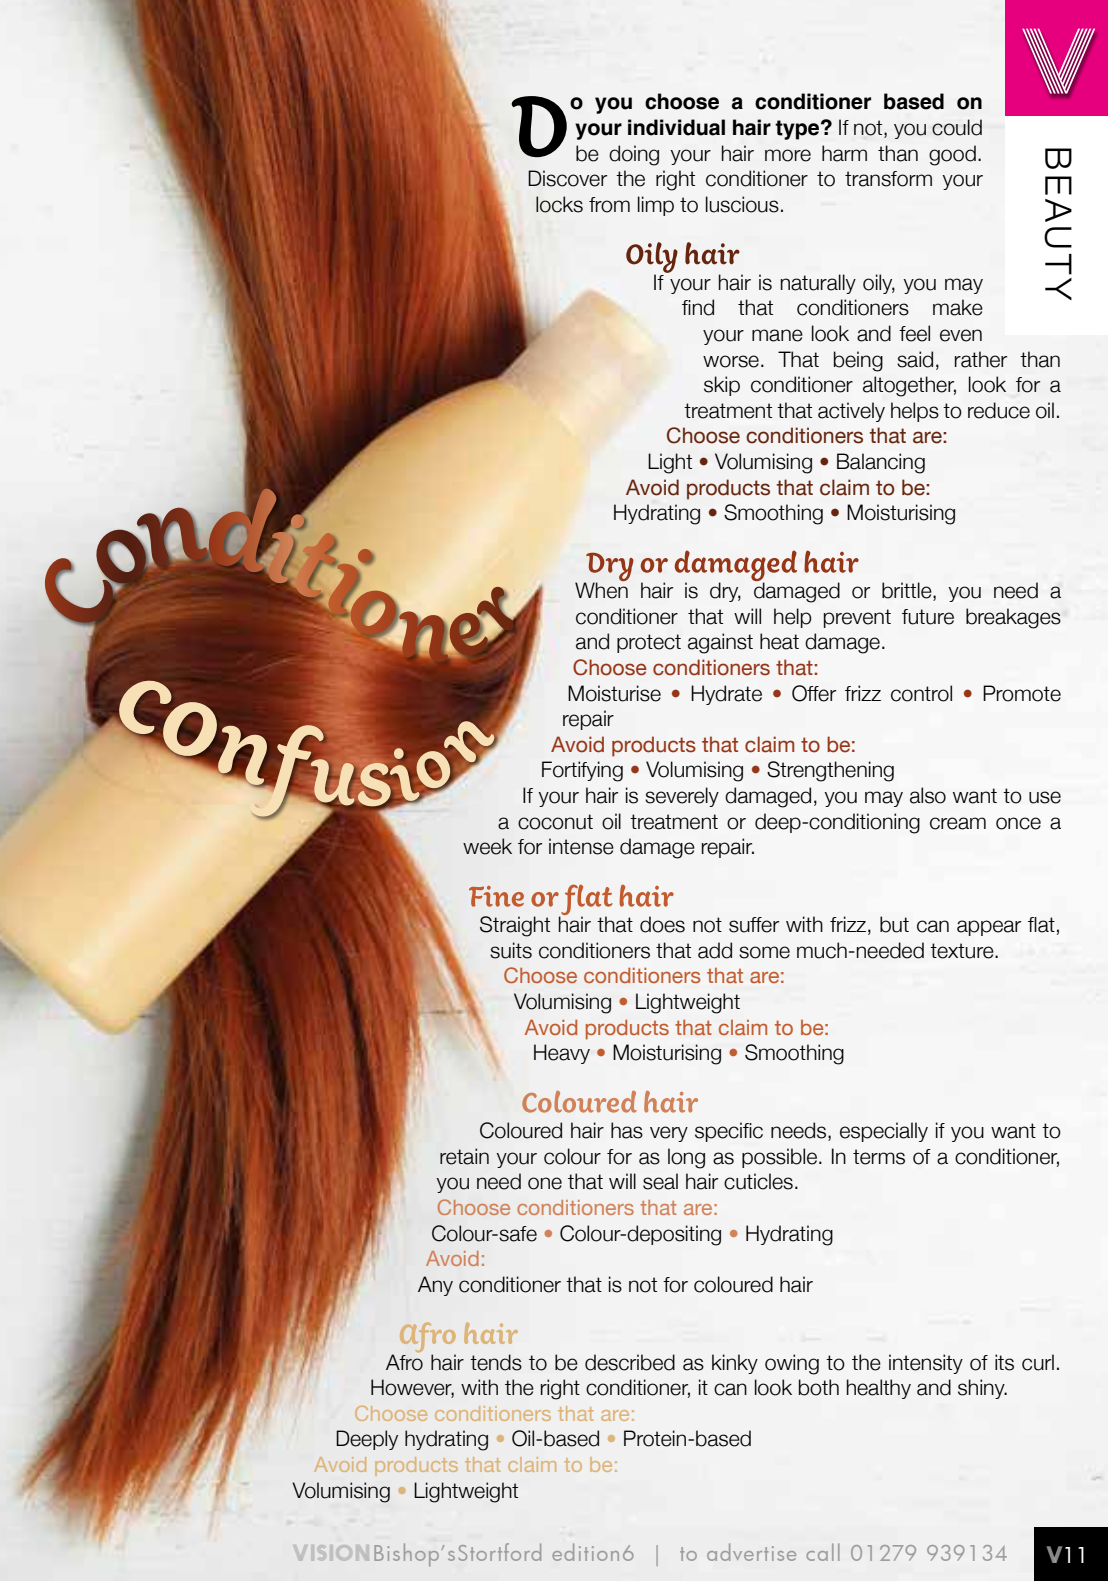 V
BEAUTY
Do you choose a conditioner based on
your individual hair type? If not, you could
be doing your hair more harm than good.
Discover the right conditioner to transform your
locks from limp to luscious.
Oily hair
If your hair is naturally oily, you may
find that conditioners make
your mane look and feel even
worse. That being said, rather than
skip conditioner altogether, look for a
treatment that actively helps to reduce oil.
Choose conditioners that are:
Light • Volumising • Balancing
Avoid products that claim to be:
Hydrating • Smoothing • Moisturising
Conditioner
confusion
Dry or damaged hair
When hair is dry, damaged or brittle, you need a
conditioner that will help prevent future breakages
and protect against heat damage.
Choose conditioners that:
Moisturise • Hydrate • Offer frizz control • Promote
repair
Avoid products that claim to be:
Fortifying • Volumising • Strengthening
If your hair is severely damaged, you may also want to use
a coconut oil treatment or deep-conditioning cream once a
week for intense damage repair.
Fine or flat hair
Straight hair that does not suffer with frizz, but can appear flat,
suits conditioners that add some much-needed texture.
Choose conditioners that are:
Volumising • Lightweight
Avoid products that claim to be:
Heavy • Moisturising • Smoothing
Coloured hair
Coloured hair has very specific needs, especially if you want to
retain your colour for as long as possible. In terms of a conditioner,
you need one that will seal hair cuticles.
Choose conditioners that are:
Colour-safe • Colour-depositing • Hydrating
Avoid:
Any conditioner that is not for coloured hair
Afro hair
Afro hair tends to be described as kinky owing to the intensity of its curl.
However, with the right conditioner, it can look both healthy and shiny.
Choose conditioners that are:
Deeply hydrating • Oil-based • Protein-based
Avoid products that claim to be:
Volumising • Lightweight
VISIONBishop'sStortford edition6 | to advertise call 01279 939134
V11